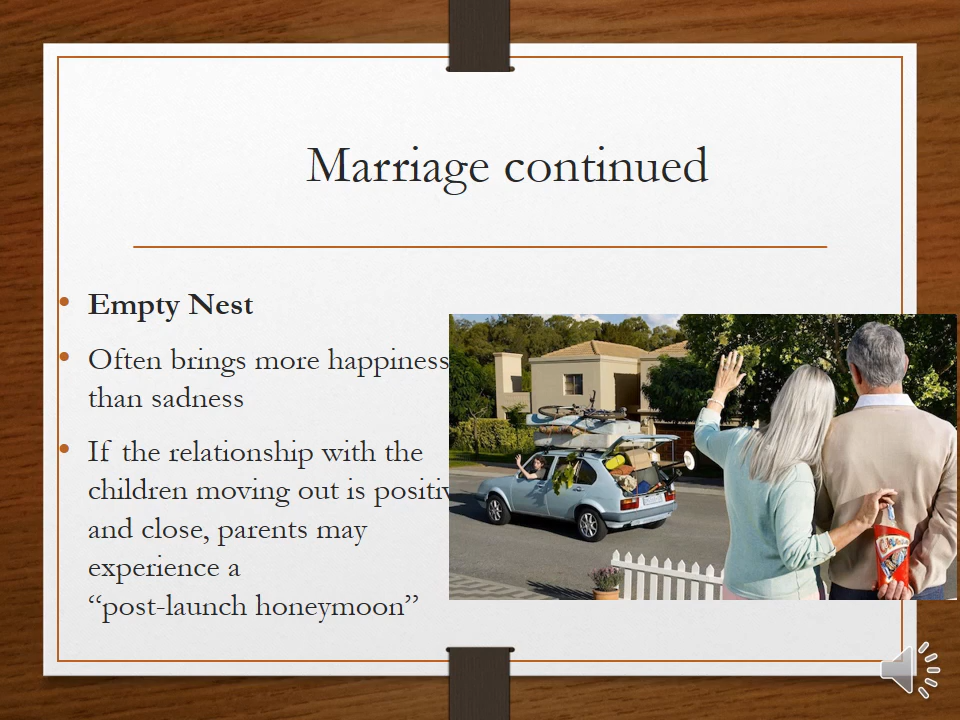 Marriage continued
Empty Nest
Often brings more happiness
than sadness
If the relationship with the
children moving out is
and close, parents may
experience a
“post-launch honeymoon”